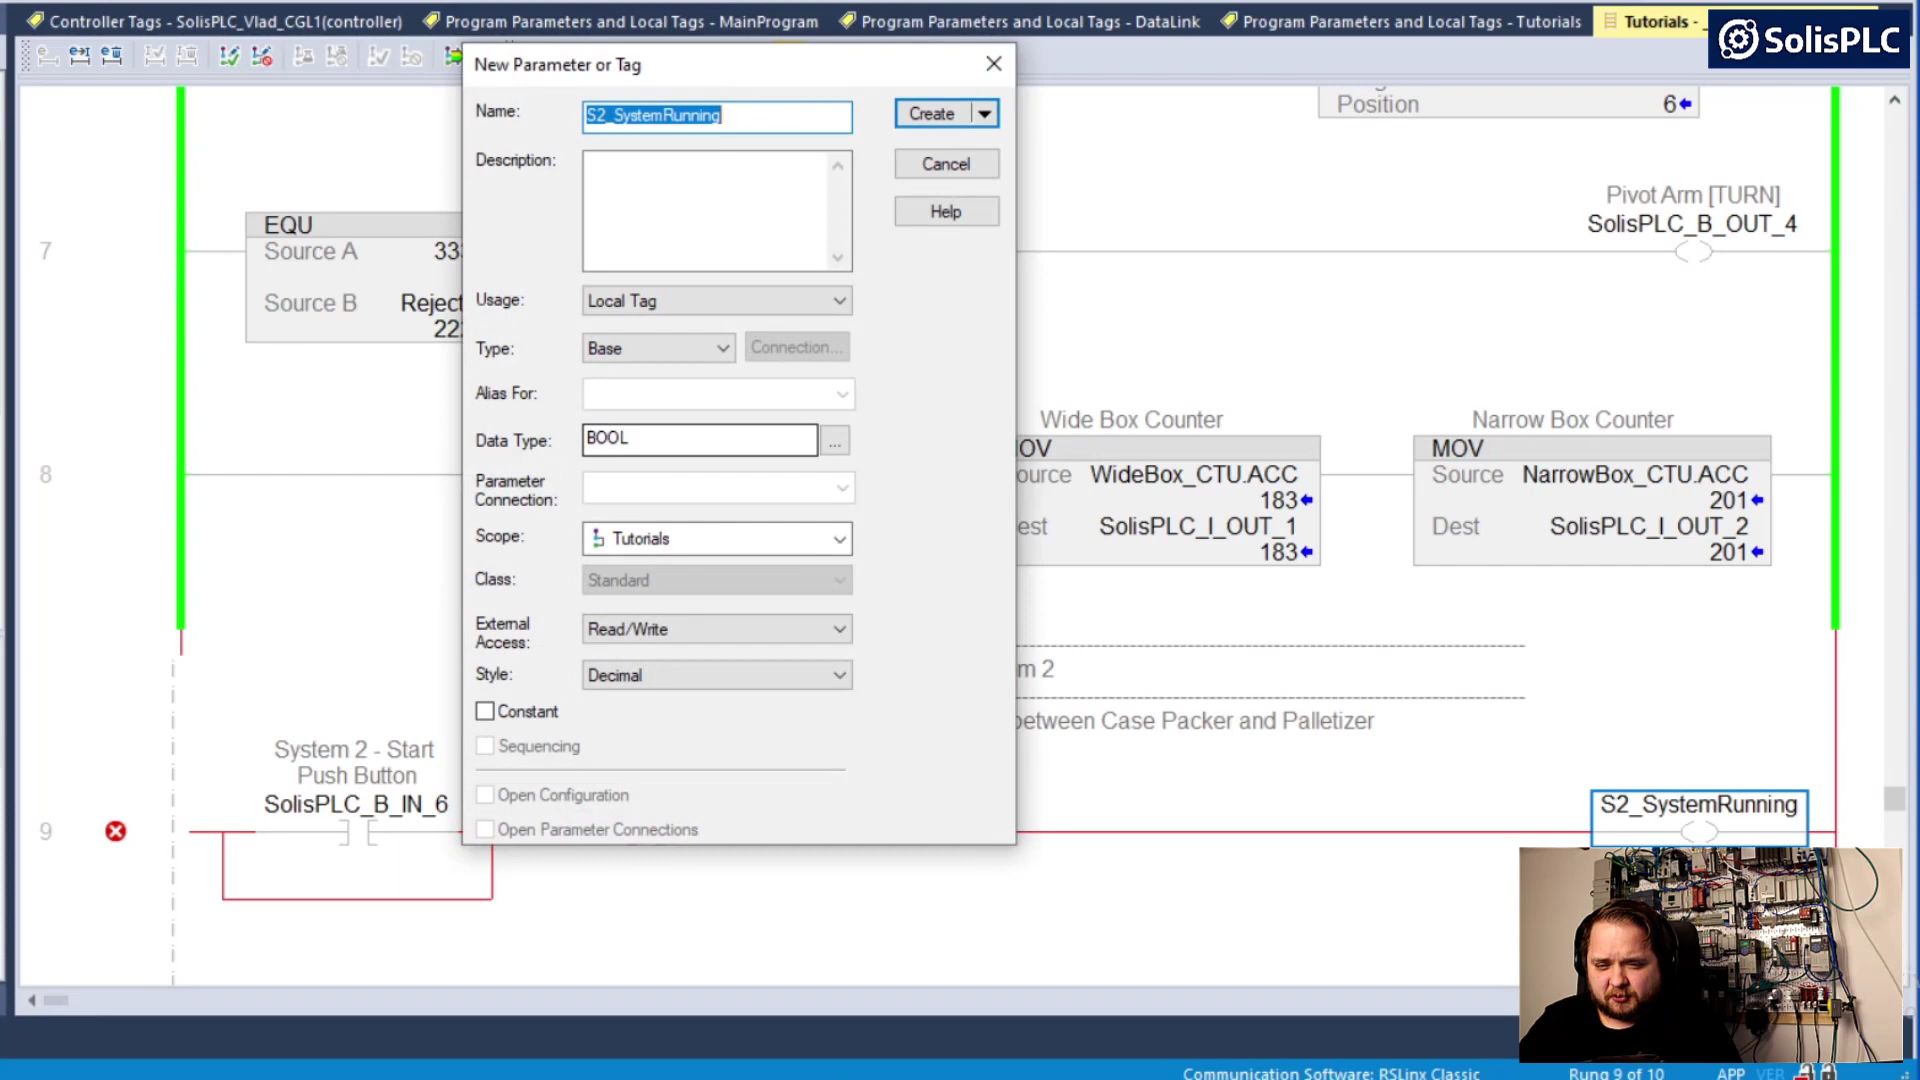 Controller Tags - SolisPLC_Vlad_CGL1(controller)
Program Parameters and Local Tags - MainProgram
Program Parameters and Local Tags - DataLink
Program Parameters and Local Tags - Tutorials
Tutorials -
SolisPLC
New Parameter or Tag
Name:
S2_SystemRunning
Create
Description:
Cancel
Help
Usage:
Local Tag
Type:
Base
Connection...
Alias For:
Data Type:
BOOL
...
Parameter
Connection:
Scope:
Tutorials
Class:
Standard
External
Access:
Read/Write
Style:
Decimal
Constant
Sequencing
Open Configuration
Open Parameter Connections
Position 6
7
EQU
Source A 333
Source B Reject
222
Pivot Arm [TURN]
SolisPLC_B_OUT_4
8
Wide Box Counter
OV
ource WideBox_CTU.ACC
183
est SolisPLC_I_OUT_1
183
Narrow Box Counter
MOV
Source NarrowBox_CTU.ACC
201
Dest SolisPLC_I_OUT_2
201
m 2
between Case Packer and Palletizer
9
System 2 - Start
Push Button
SolisPLC_B_IN_6
S2_SystemRunning
Communication Software: RSLinx Classic
Rung 9 of 10
APP
VER